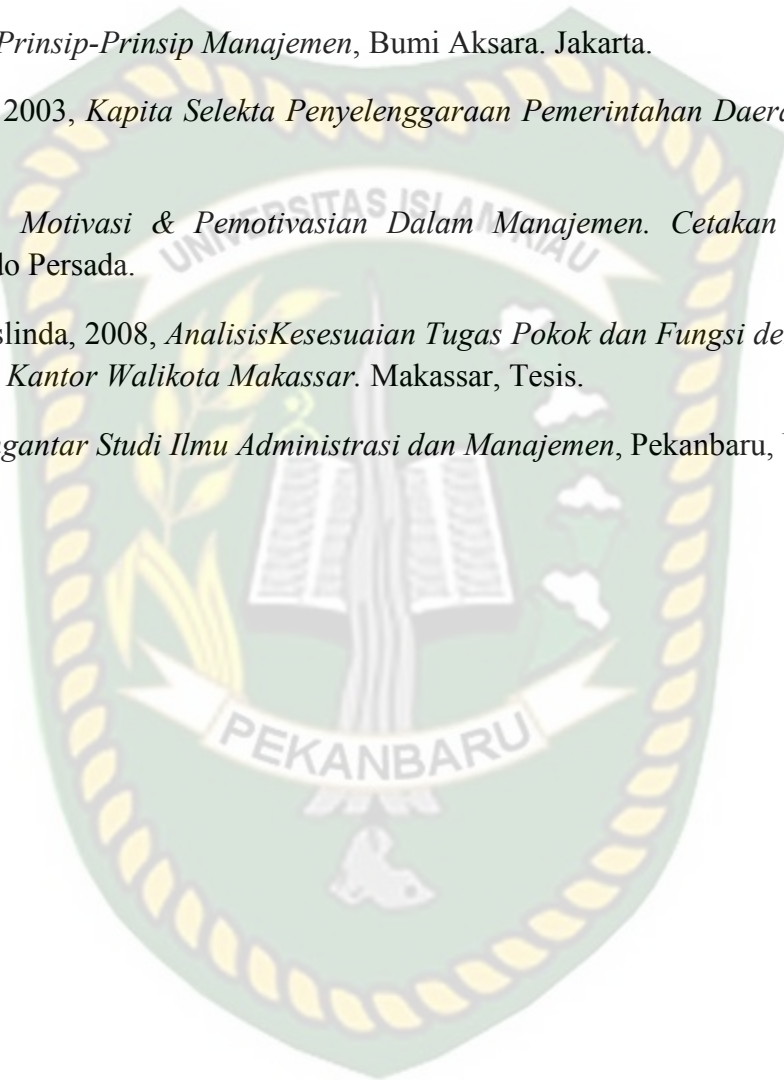 Prinsip-Prinsip Manajemen, Bumi Aksara. Jakarta.
2003, Kapita Selekta Penyelenggaraan Pemerintahan Daera
Motivasi & Pemotivasian Dalam Manajemen. Cetakan
do Persada.
slinda, 2008, AnalisisKesesuaian Tugas Pokok dan Fungsi de
Kantor Walikota Makassar. Makassar, Tesis.
ngantar Studi Ilmu Administrasi dan Manajemen, Pekanbaru,
UNIVERSITAS ISLAM RIAU
PEKANBARU